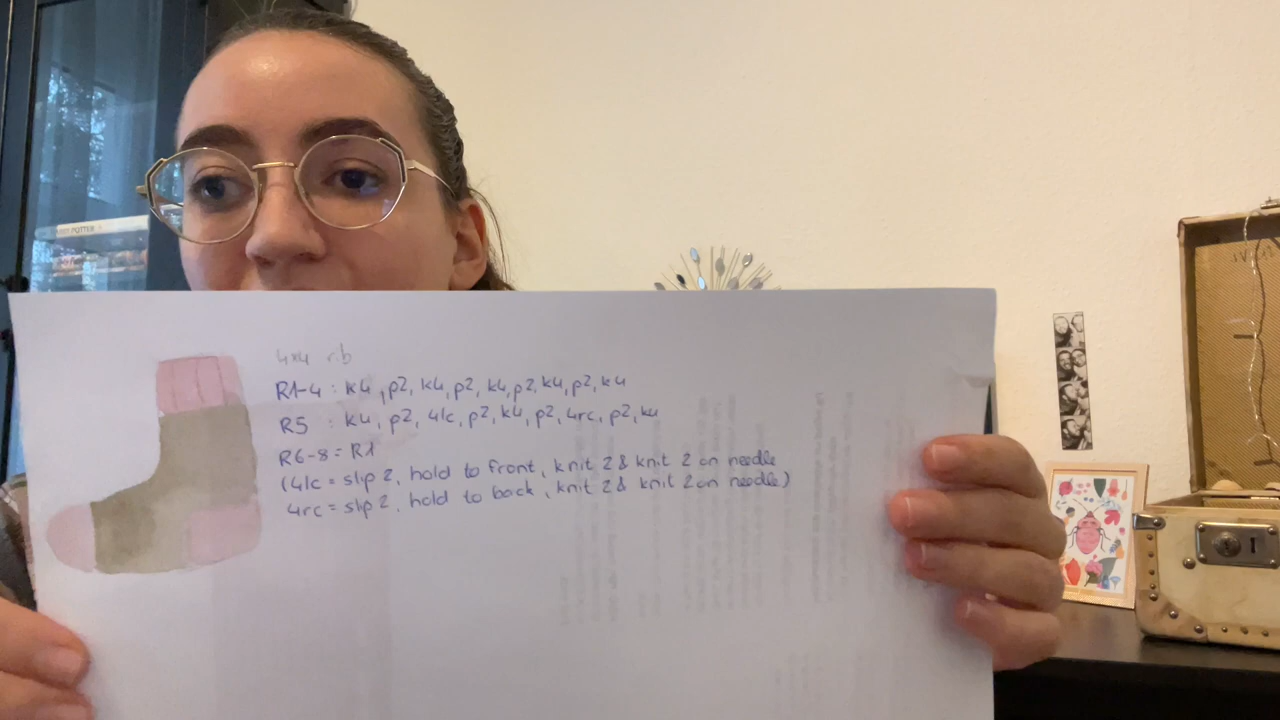 4x4 rib
R1-4 : k4, p2, k4, p2, k4, p2, k4, p2, k4
R5 : k4, p2, 4lc, p2, k4, p2, 4rc, p2, k4
R6-8 = R1
(4lc = slip 2, hold to front, knit 2 & knit 2 on needle
4rc = slip 2, hold to back, knit 2 & knit 2 on needle)
POTTER